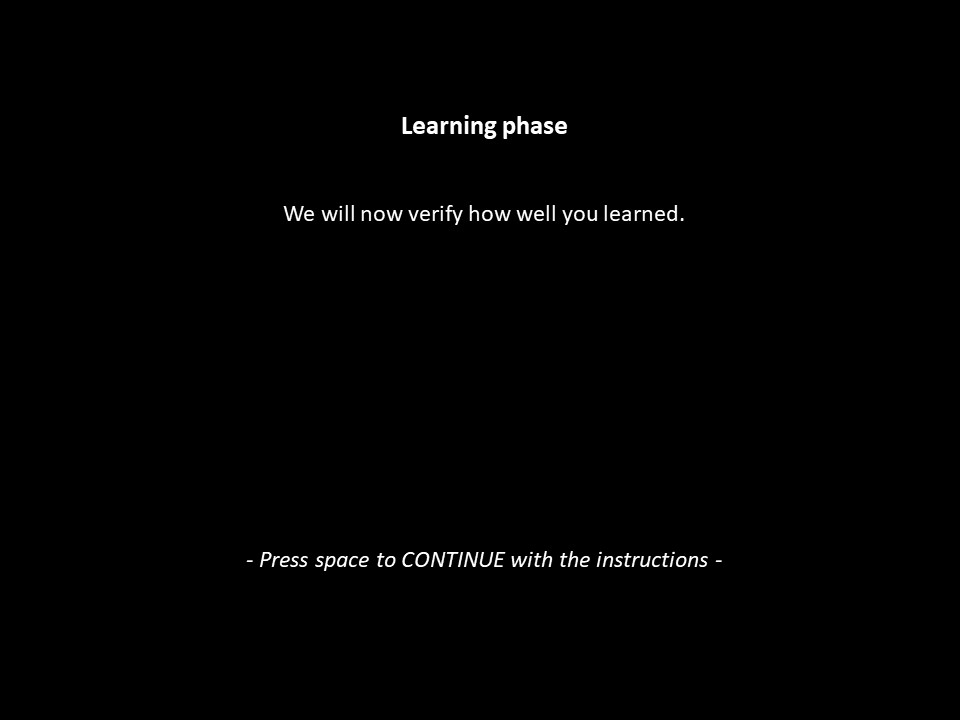 Learning phase
We will now verify how well you learned.
- Press space to CONTINUE with the instructions -